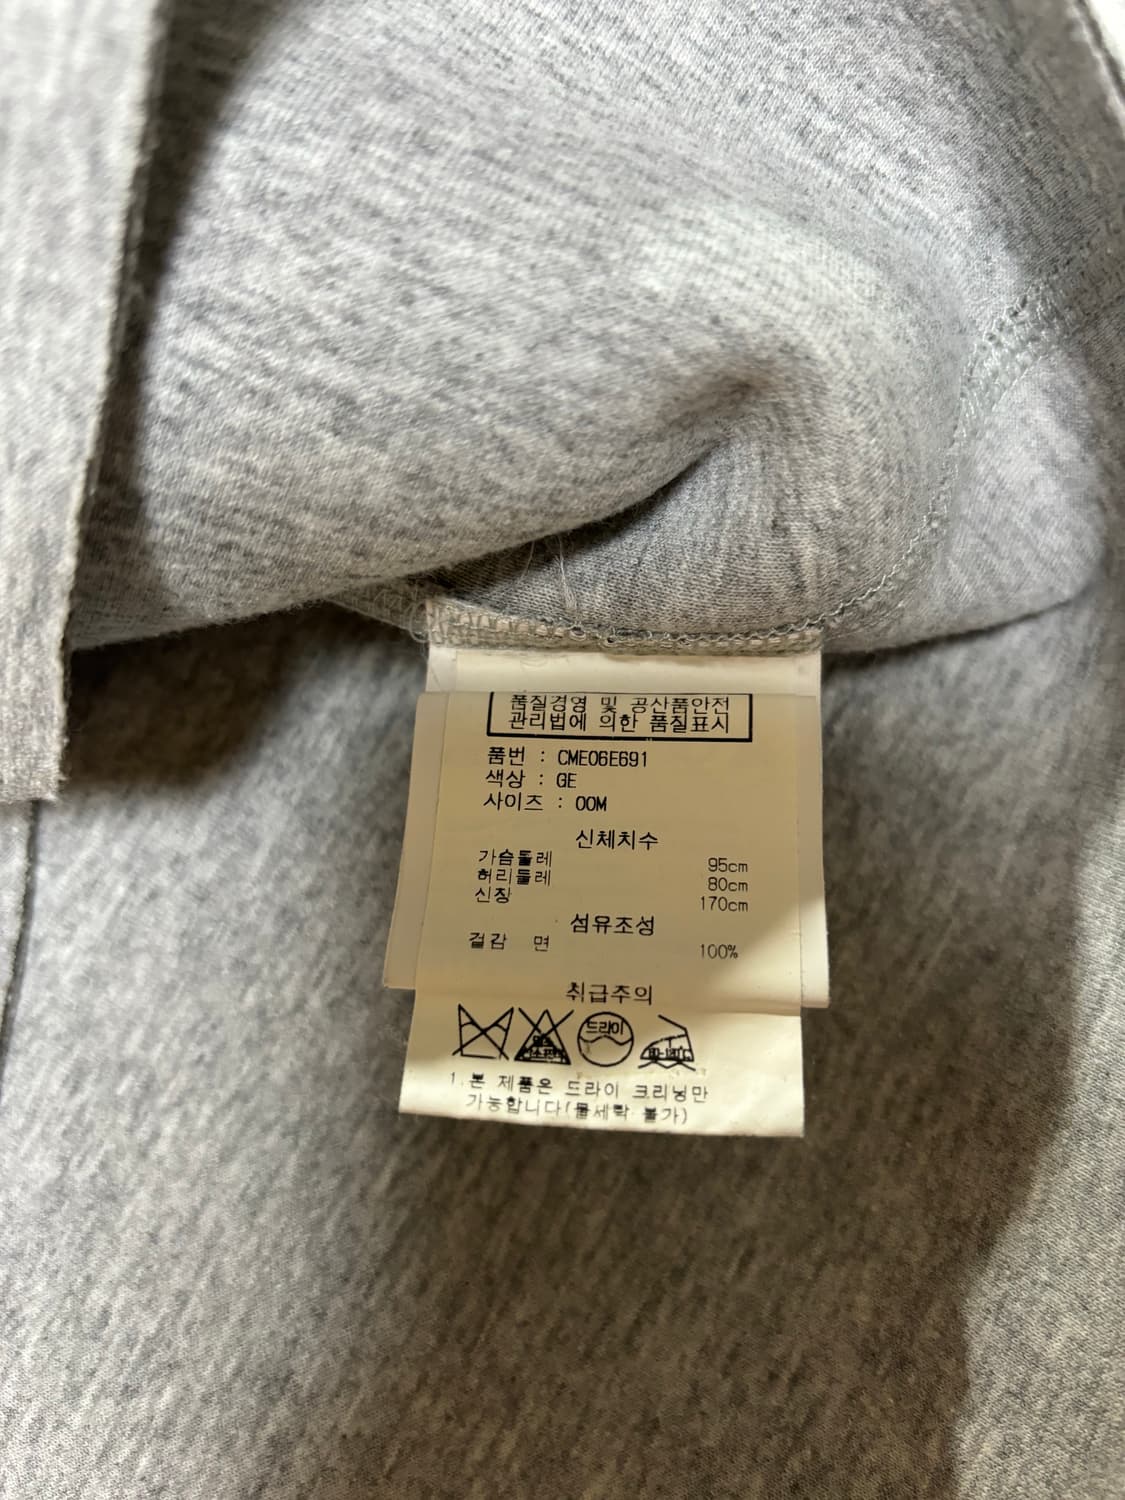 품질경영 및 공산품안전
관리법에 의한 품질표시
품번 : CME06E691
색상 : GE
사이즈 : 00M
신체치수
가슴둘레 95cm
허리둘레 80cm
신장 170cm
섬유조성
겉감 면 100%
취급주의
드라이
1.본 제품은 드라이 크리닝만
가능합니다(물세탁 불가)